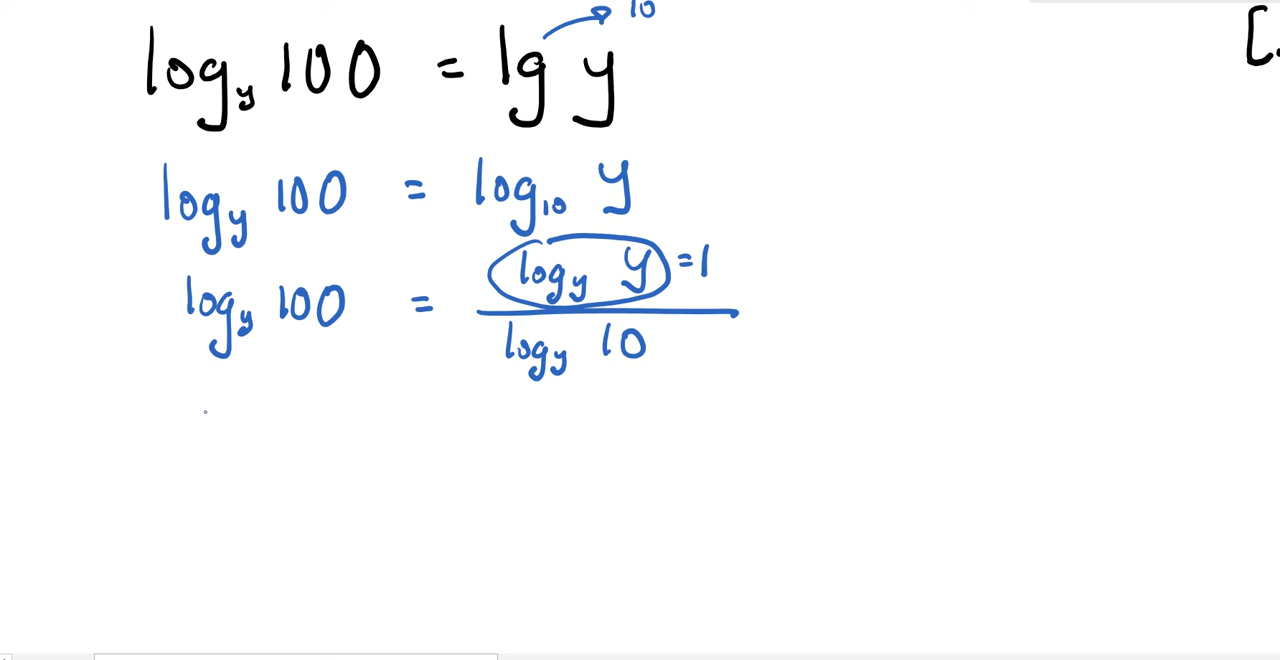 10
log_y 100 = lg y
[.
log_y 100 = log_10 y
log_y y = 1
log_y 100 =
log_y 10